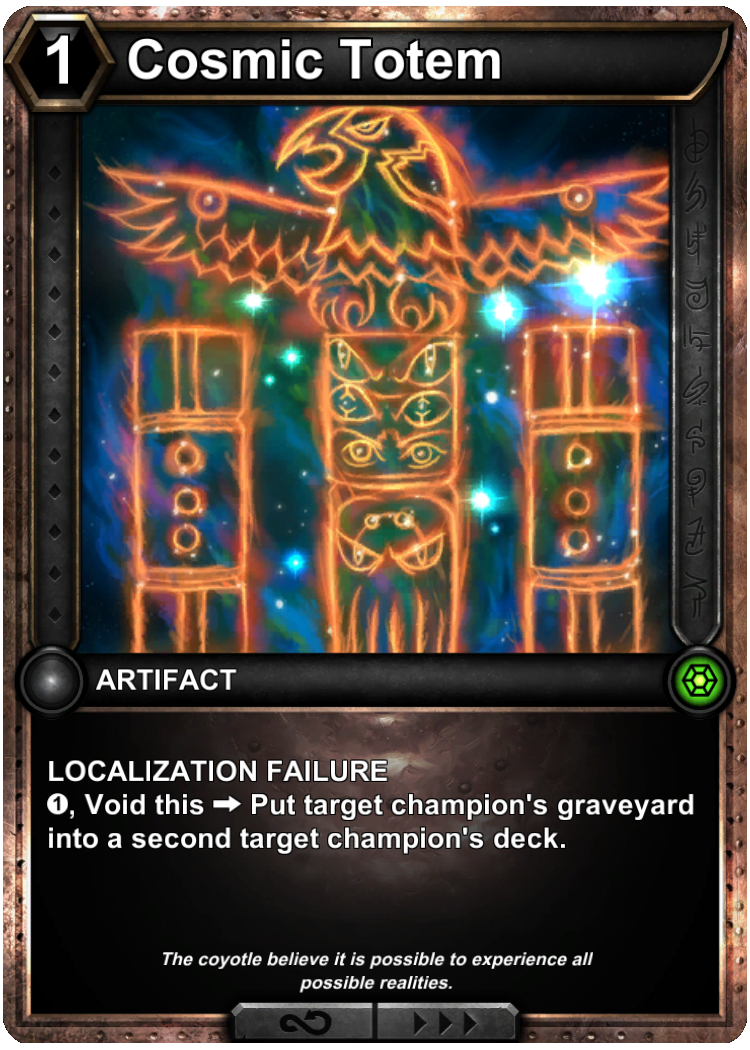 1
Cosmic Totem
ARTIFACT
LOCALIZATION FAILURE
❶, Void this ➡ Put target champion's graveyard
into a second target champion's deck.
The coyotle believe it is possible to experience all
possible realities.